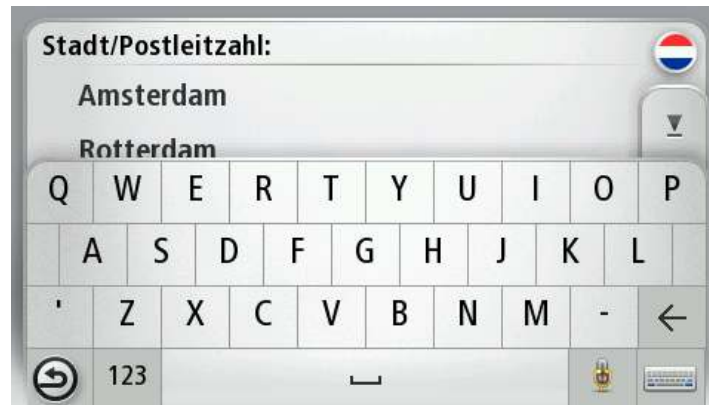 Stadt/Postleitzahl:
Amsterdam
Rotterdam
Q W E R T Y U I O P
A S D F G H J K L
' Z X C V B N M -
123